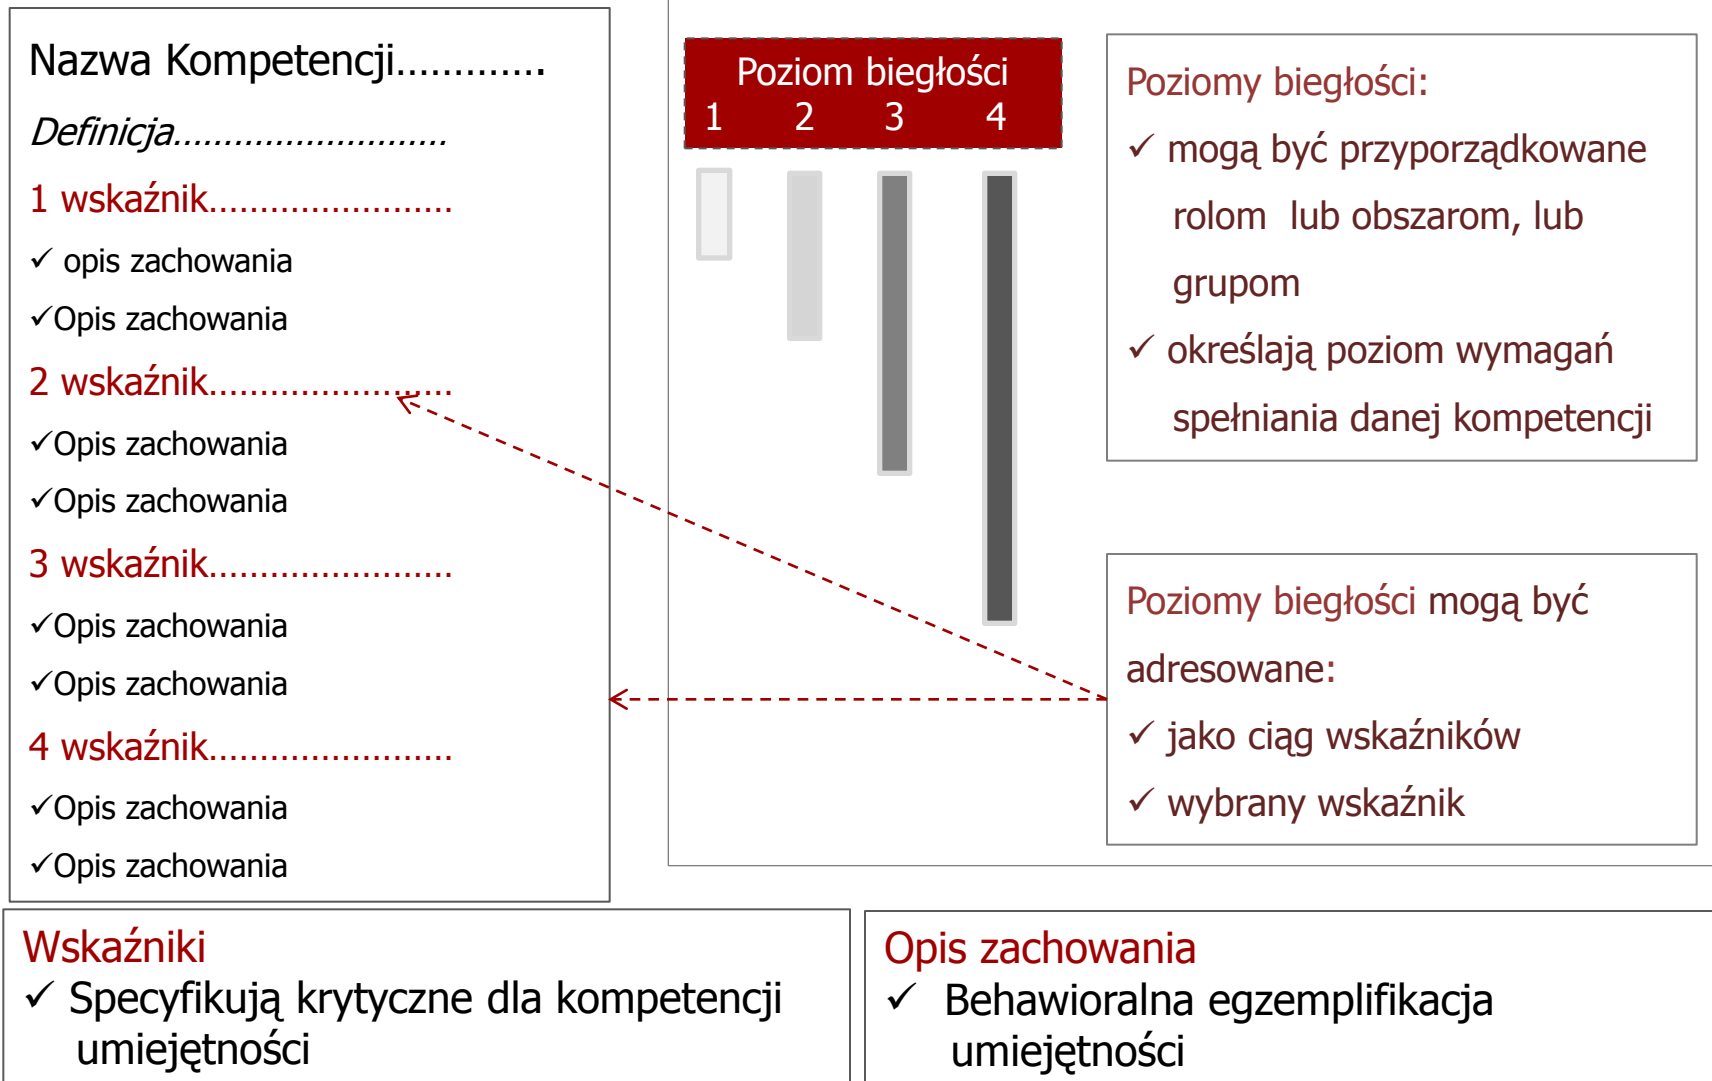 Nazwa Kompetencji.............
Definicja...........................
1 wskaźnik........................
✓ opis zachowania
✓Opis zachowania
2 wskaźnik........................
✓Opis zachowania
✓Opis zachowania
3 wskaźnik........................
✓Opis zachowania
✓Opis zachowania
4 wskaźnik........................
✓Opis zachowania
✓Opis zachowania
Poziom biegłości
1 2 3 4
Poziomy biegłości:
✓ mogą być przyporządkowane
rolom lub obszarom, lub
grupom
✓ określają poziom wymagań
spełniania danej kompetencji
Poziomy biegłości mogą być
adresowane:
✓ jako ciąg wskaźników
✓ wybrany wskaźnik
Wskaźniki
✓ Specyfikują krytyczne dla kompetencji
umiejętności
Opis zachowania
✓ Behawioralna egzemplifikacja
umiejętności